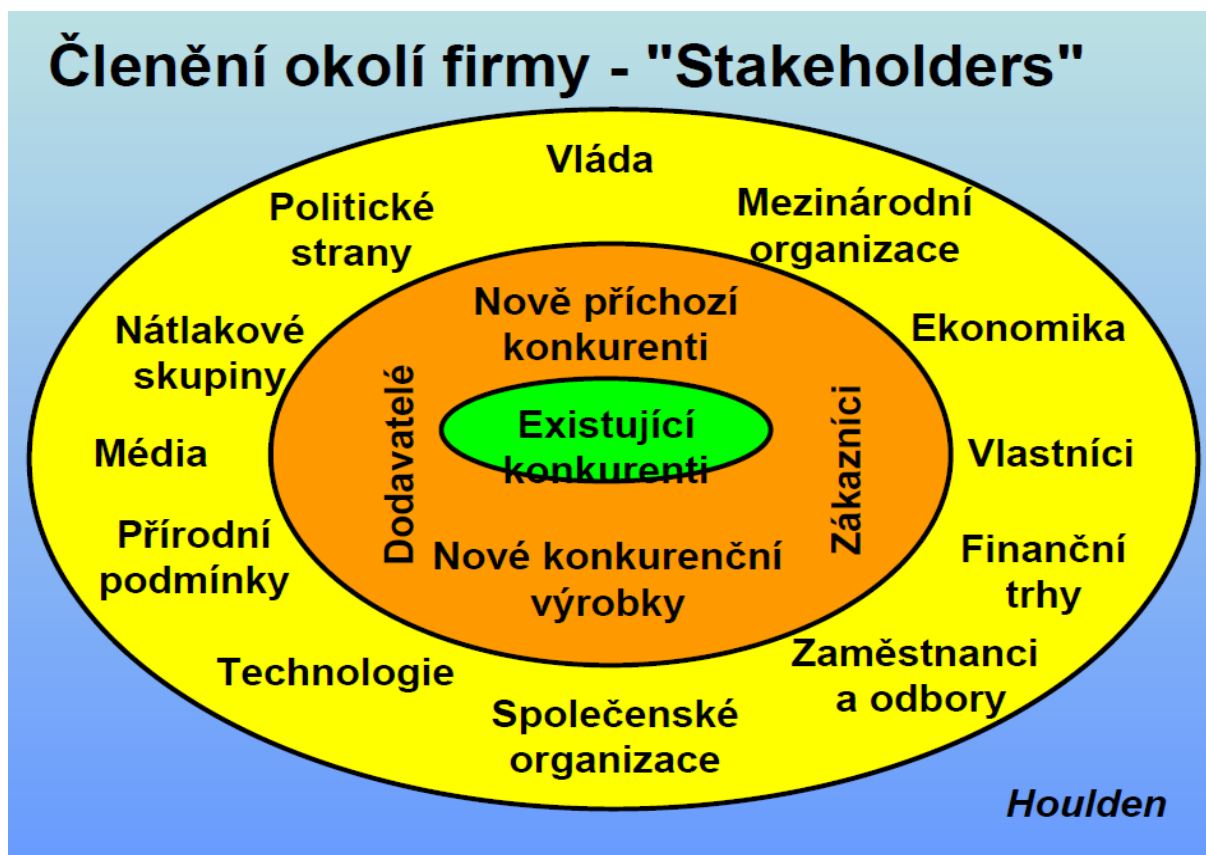 Členění okolí firmy - "Stakeholders"
Vláda
Politické
strany
Mezinárodní
organizace
Nově příchozí
konkurenti
Nátlakové
skupiny
Ekonomika
Dodavatelé
Existující
konkurenti
Zákazníci
Média
Vlastníci
Přírodní
podmínky
Nové konkurenční
výrobky
Finanční
trhy
Technologie
Zaměstnanci
a odbory
Společenské
organizace
Houlden